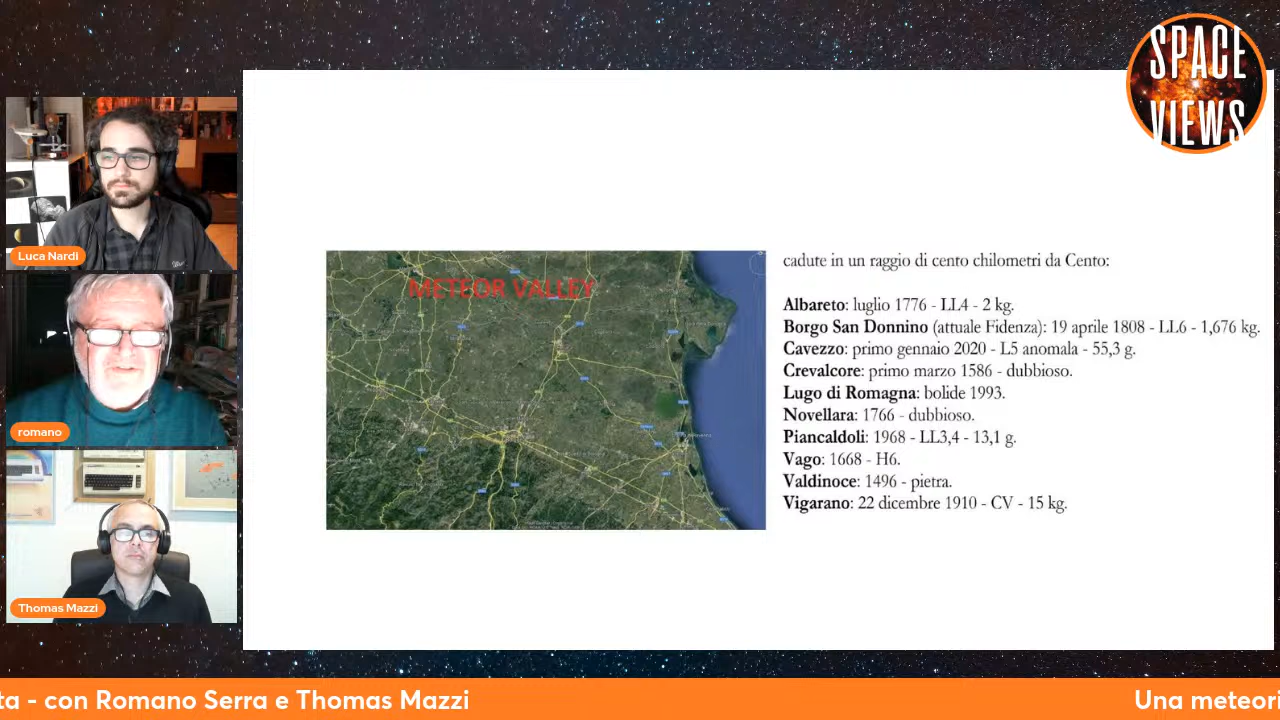 SPACE
VIEWS
Luca Nardi
romano
Thomas Mazzi
METEOR VALLEY
cadute in un raggio di cento chilometri da Cento:
Albareto: luglio 1776 - LL4 - 2 kg.
Borgo San Donnino (attuale Fidenza): 19 aprile 1808 - LL6 - 1,676 kg.
Cavezzo: primo gennaio 2020 - L5 anomala - 55,3 g.
Crevalcore: primo marzo 1586 - dubbioso.
Lugo di Romagna: bolide 1993.
Novellara: 1766 - dubbioso.
Piancaldoli: 1968 - LL3,4 - 13,1 g.
Vago: 1668 - H6.
Valdinoce: 1496 - pietra.
Vigarano: 22 dicembre 1910 - CV - 15 kg.
ta - con Romano Serra e Thomas Mazzi
Una meteori